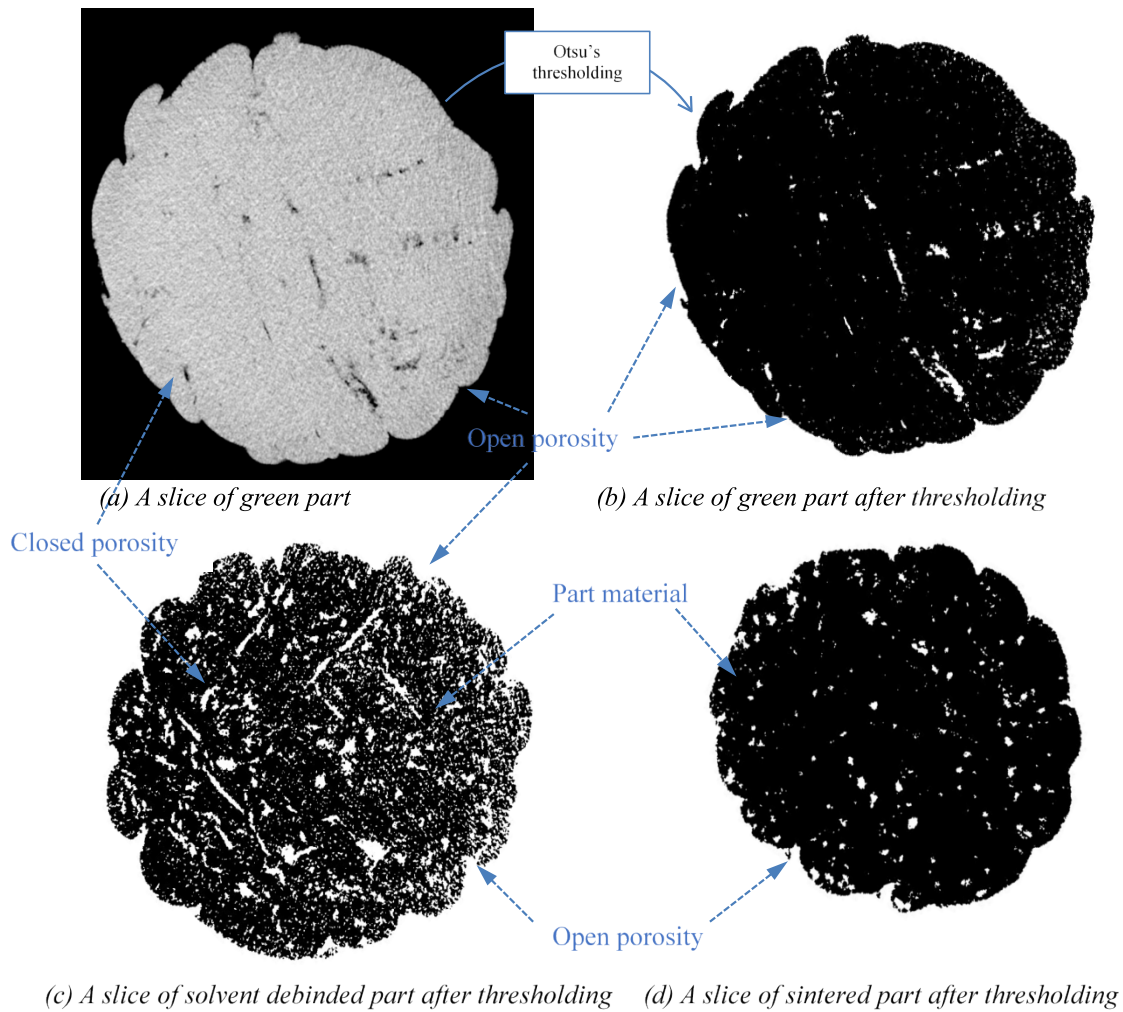 Otsu's
thresholding
Open porosity
(a) A slice of green part
(b) A slice of green part after thresholding
Closed porosity
Part material
Open porosity
(c) A slice of solvent debinded part after thresholding
(d) A slice of sintered part after thresholding